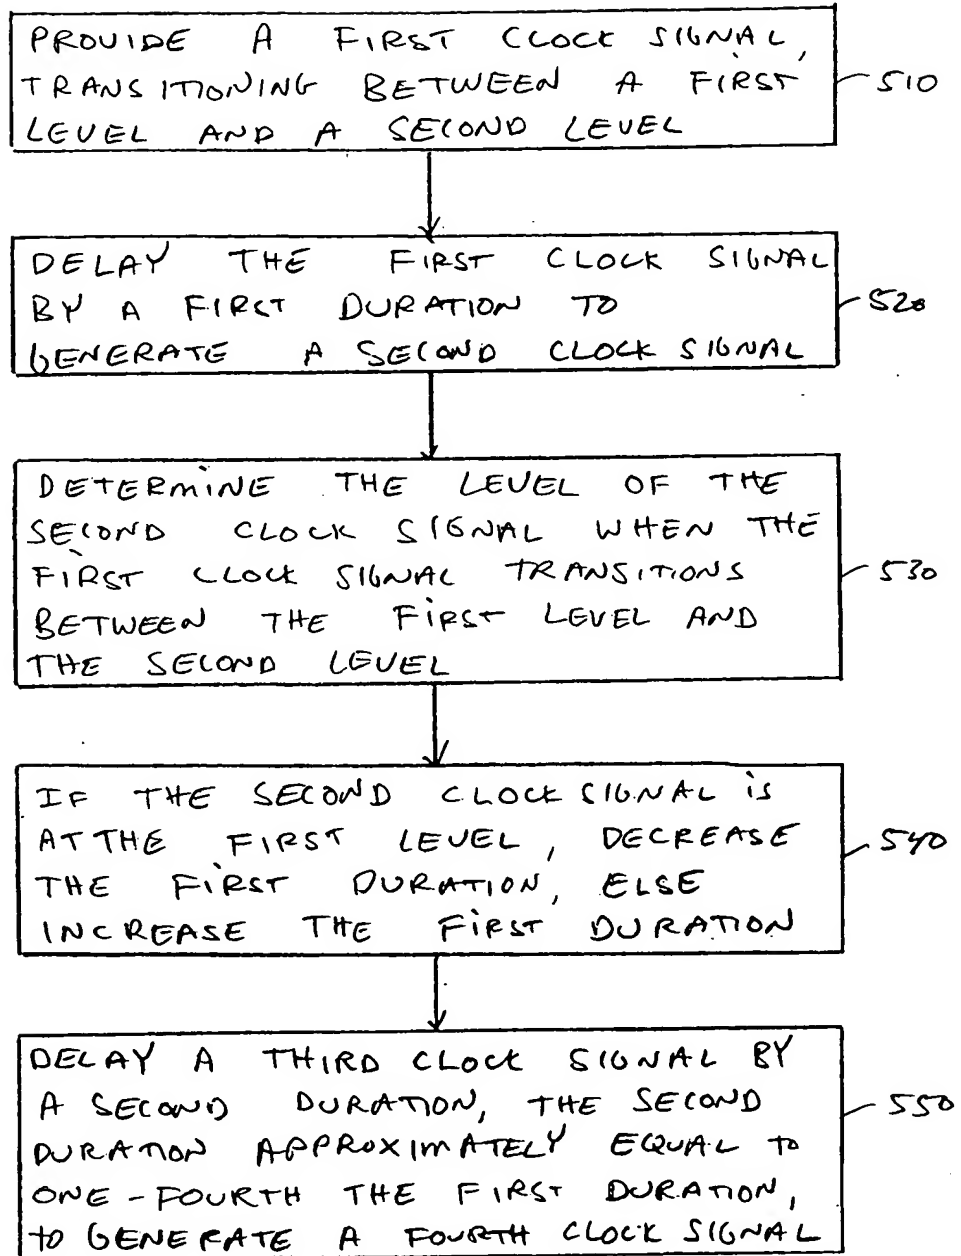 PROVIDE A FIRST CLOCK SIGNAL,
TRANSITIONING BETWEEN A FIRST
LEVEL AND A SECOND LEVEL
510
DELAY THE FIRST CLOCK SIGNAL
BY A FIRST DURATION TO
GENERATE A SECOND CLOCK SIGNAL
520
DETERMINE THE LEVEL OF THE
SECOND CLOCK SIGNAL WHEN THE
FIRST CLOCK SIGNAL TRANSITIONS
BETWEEN THE FIRST LEVEL AND
THE SECOND LEVEL
530
IF THE SECOND CLOCK SIGNAL is
AT THE FIRST LEVEL, DECREASE
THE FIRST DURATION, ELSE
INCREASE THE FIRST DURATION
540
DELAY A THIRD CLOCK SIGNAL BY
A SECOND DURATION, THE SECOND
DURATION APPROXIMATELY EQUAL TO
ONE-FOURTH THE FIRST DURATION,
TO GENERATE A FOURTH CLOCK SIGNAL
550